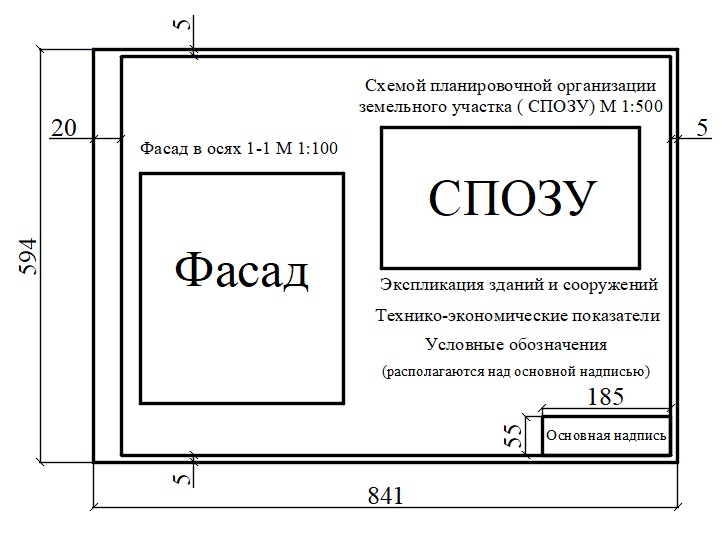 5
Схемой планировочной организации
земельного участка ( СПОЗУ) М 1:500
20
5
Фасад в осях 1-1 М 1:100
СПОЗУ
Фасад
594
Экспликация зданий и сооружений
Технико-экономические показатели
Условные обозначения
(располагаются над основной надписью)
185
55
Основная надпись
5
841